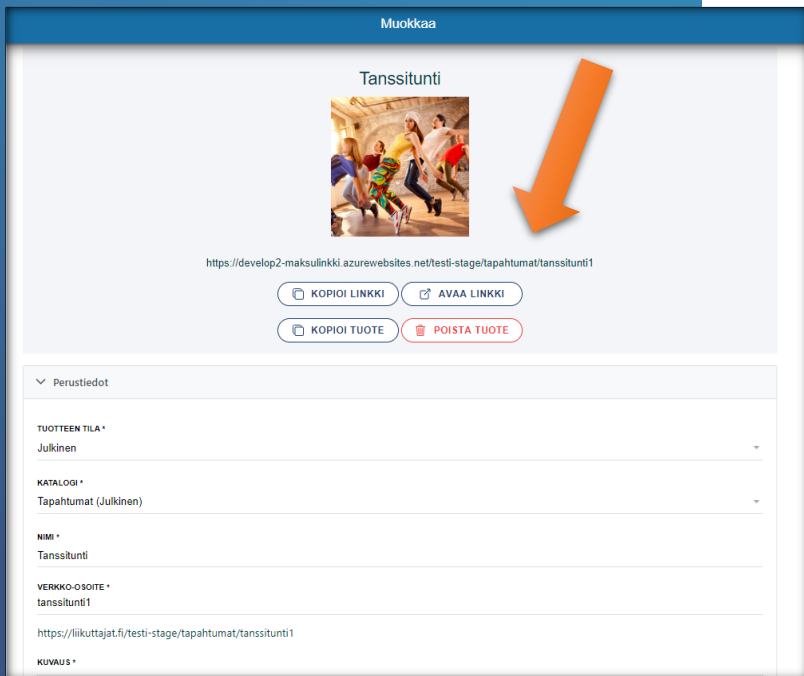 Muokkaa
Tanssitunti
https://develop2-maksulinkki.azurewebsites.net/testi-stage/tapahtumat/tanssitunti1
KOPIOI LINKKI
AVAA LINKKI
KOPIOI TUOTE
POISTA TUOTE
Perustiedot
TUOTTEEN TILA *
Julkinen
KATALOGI *
Tapahtumat (Julkinen)
NIMI *
Tanssitunti
VERKKO-OSOITE *
tanssitunti1
https://liikuttajat.fi/testi-stage/tapahtumat/tanssitunti1
KUVAUS *